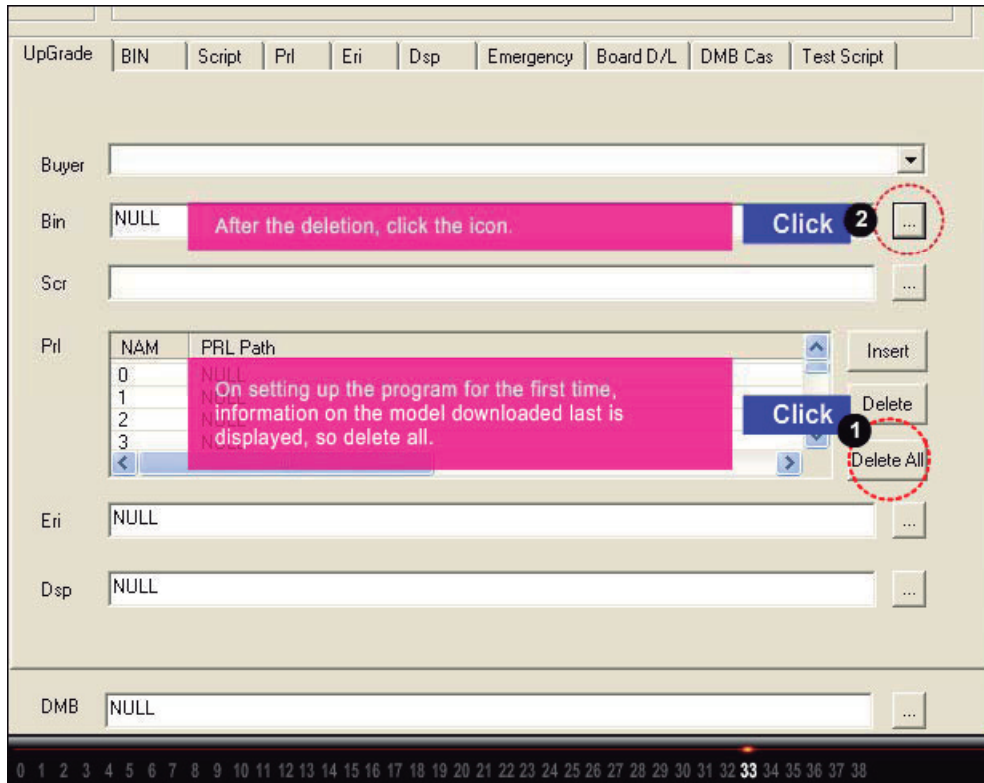 UpGrade BIN Script Prl Eri Dsp Emergency Board D/L DMB Cas Test Script
Buyer
Bin NULL After the deletion, click the icon. Click 2 ...
Scr ...
Prl NAM PRL Path Insert
0 NULL
On setting up the program for the first time,
1
information on the model downloaded last is Click Delete
2
displayed, so delete all. 1
3 Delete All
Eri NULL ...
Dsp NULL ...
DMB NULL ...
0 1 2 3 4 5 6 7 8 9 10 11 12 13 14 15 16 17 18 19 20 21 22 23 24 25 26 27 28 29 30 31 32 33 34 35 36 37 38